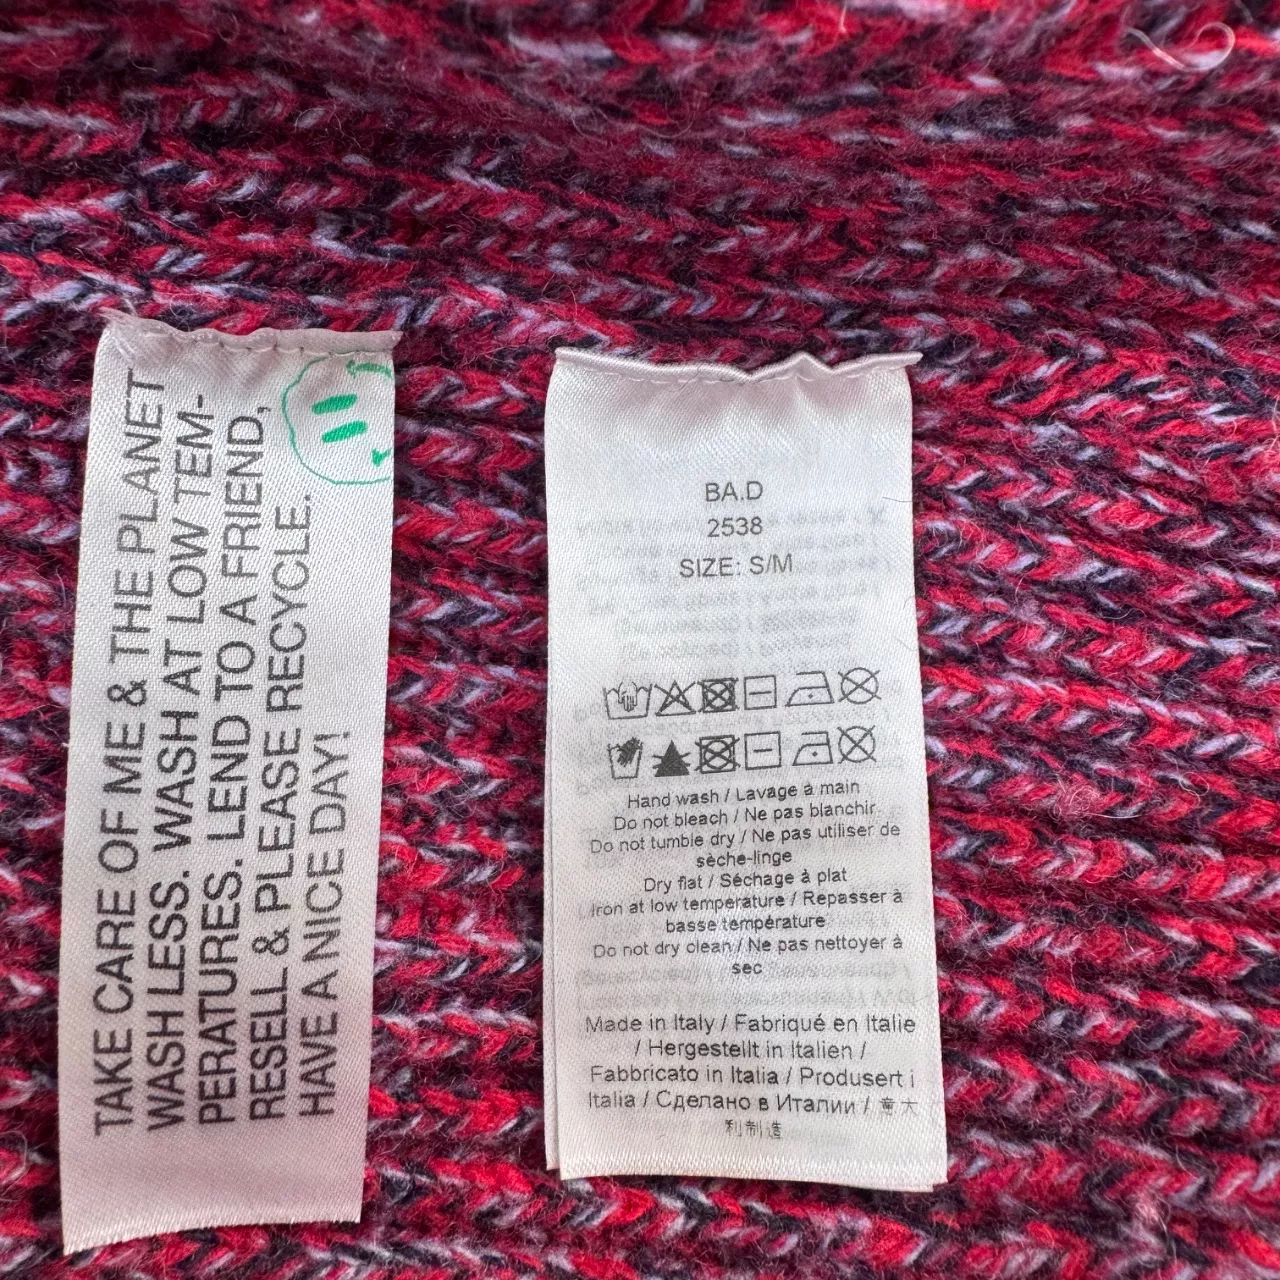 TAKE CARE OF ME & THE PLANET
WASH LESS. WASH AT LOW TEM-
PERATURES. LEND TO A FRIEND,
RESELL & PLEASE RECYCLE.
HAVE A NICE DAY!
BA.D
2538
SIZE: S/M
Hand wash / Lavage à main
Do not bleach / Ne pas blanchir
Do not tumble dry / Ne pas utiliser de
sèche-linge
Dry flat / Séchage à plat
Iron at low temperature / Repasser à
basse température
Do not dry clean / Ne pas nettoyer à
sec
Made in Italy / Fabriqué en Italie
/ Hergestellt in Italien /
Fabbricato in Italia / Produsert i
Italia / Сделано в Италии / 意大
利制造